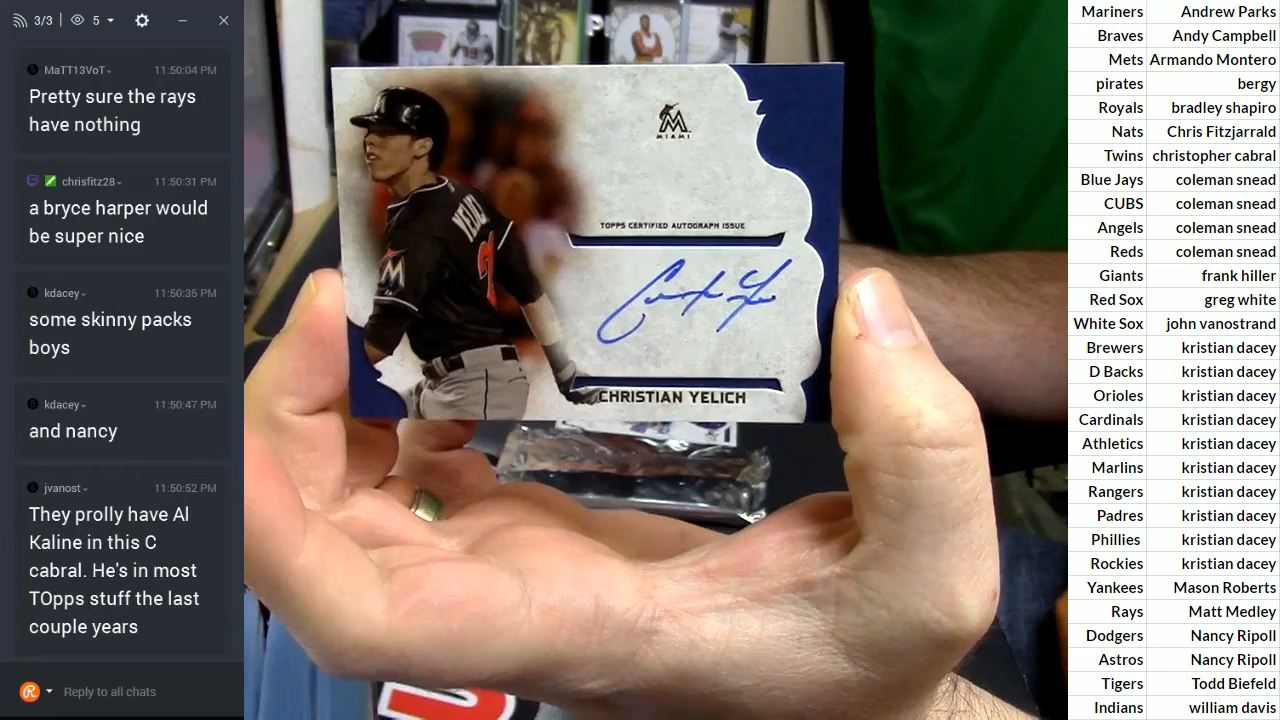 3/3
5
MaTT13VoT
11:50:04 PM
Pretty sure the rays
have nothing
chrisfitz28
11:50:31 PM
a bryce harper would
be super nice
kdacey
11:50:35 PM
some skinny packs
boys
kdacey
11:50:47 PM
and nancy
jvanost
11:50:52 PM
They prolly have Al
Kaline in this C
cabral. He's in most
TOpps stuff the last
couple years
Reply to all chats
M
MIAMI
TOPPS CERTIFIED AUTOGRAPH ISSUE
YELICH
M
CHRISTIAN YELICH
Mariners Andrew Parks
Braves Andy Campbell
Mets Armando Montero
pirates bergy
Royals bradley shapiro
Nats Chris Fitzjarrald
Twins christopher cabral
Blue Jays coleman snead
CUBS coleman snead
Angels coleman snead
Reds coleman snead
Giants frank hiller
Red Sox greg white
White Sox john vanostrand
Brewers kristian dacey
D Backs kristian dacey
Orioles kristian dacey
Cardinals kristian dacey
Athletics kristian dacey
Marlins kristian dacey
Rangers kristian dacey
Padres kristian dacey
Phillies kristian dacey
Rockies kristian dacey
Yankees Mason Roberts
Rays Matt Medley
Dodgers Nancy Ripoll
Astros Nancy Ripoll
Tigers Todd Biefeld
Indians william davis